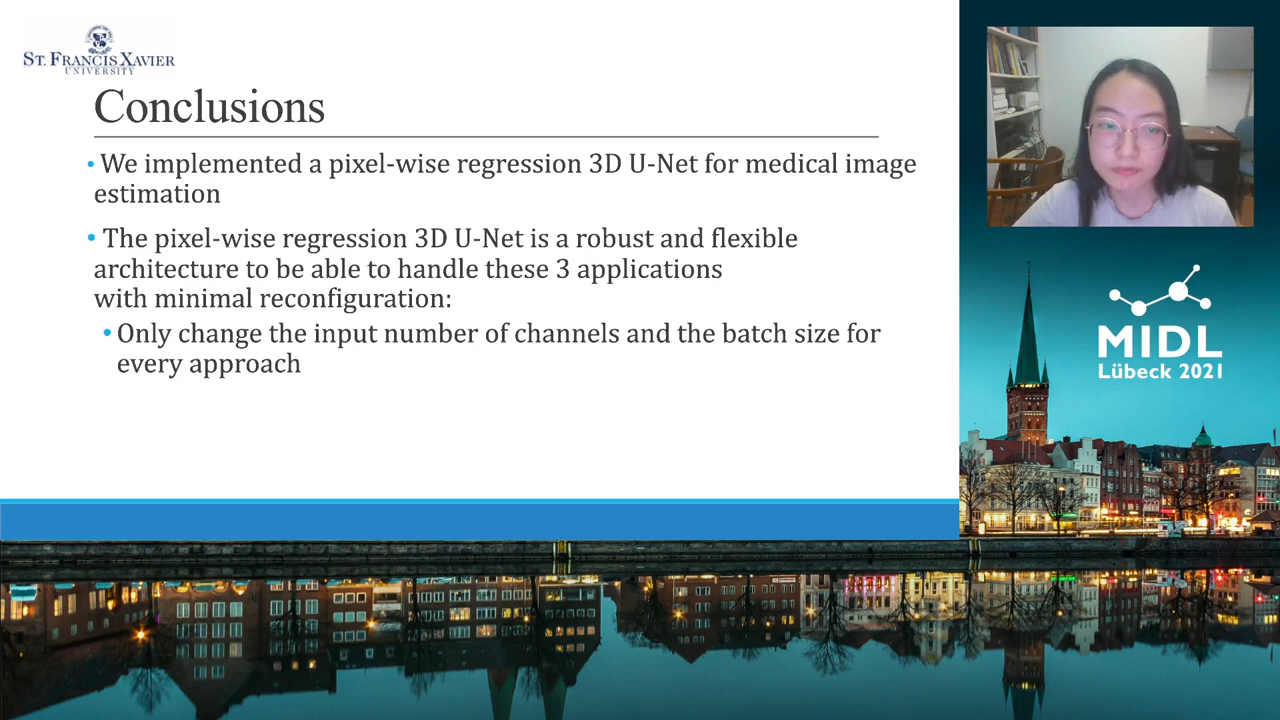 ST. FRANCIS XAVIER
UNIVERSITY
Conclusions
• We implemented a pixel-wise regression 3D U-Net for medical image
estimation
• The pixel-wise regression 3D U-Net is a robust and flexible
architecture to be able to handle these 3 applications
with minimal reconfiguration:
• Only change the input number of channels and the batch size for
every approach
MIDL
Lübeck 2021